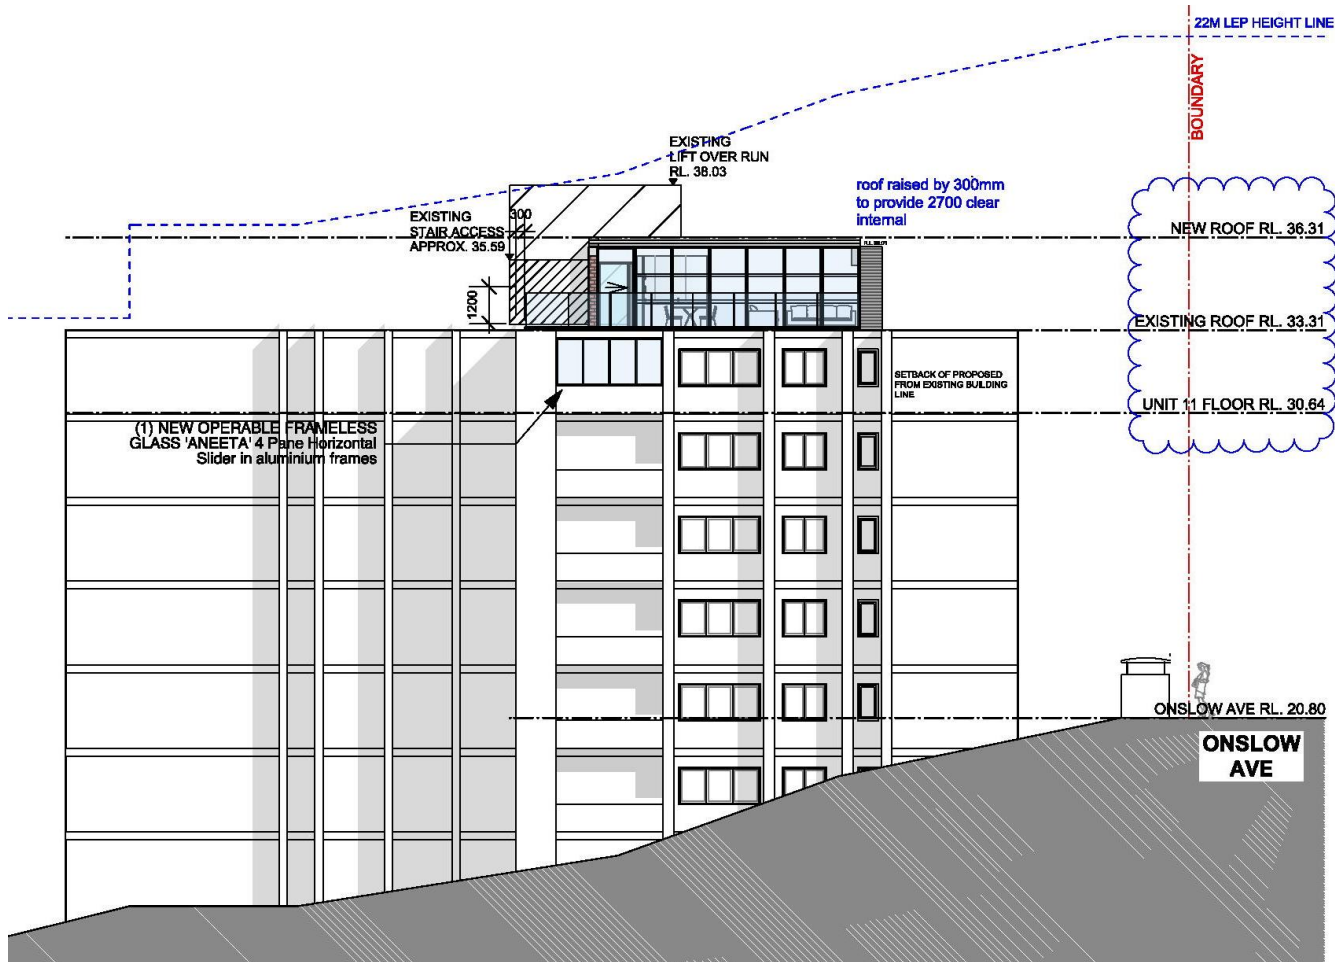 22M LEP HEIGHT LINE
BOUNDARY
EXISTING
LIFT OVER RUN
RL. 38.03
roof raised by 300mm
to provide 2700 clear
internal
EXISTING
STAIR ACCESS
APPROX. 35.59
300
NEW ROOF RL. 36.31
1200
EXISTING ROOF RL. 33.31
SETBACK OF PROPOSED
FROM EXISTING BUILDING
LINE
UNIT 11 FLOOR RL. 30.64
(1) NEW OPERABLE FRAMELESS
GLASS 'ANEETA' 4 Pane Horizontal
Slider in aluminium frames
ONSLOW AVE RL. 20.80
ONSLOW
AVE